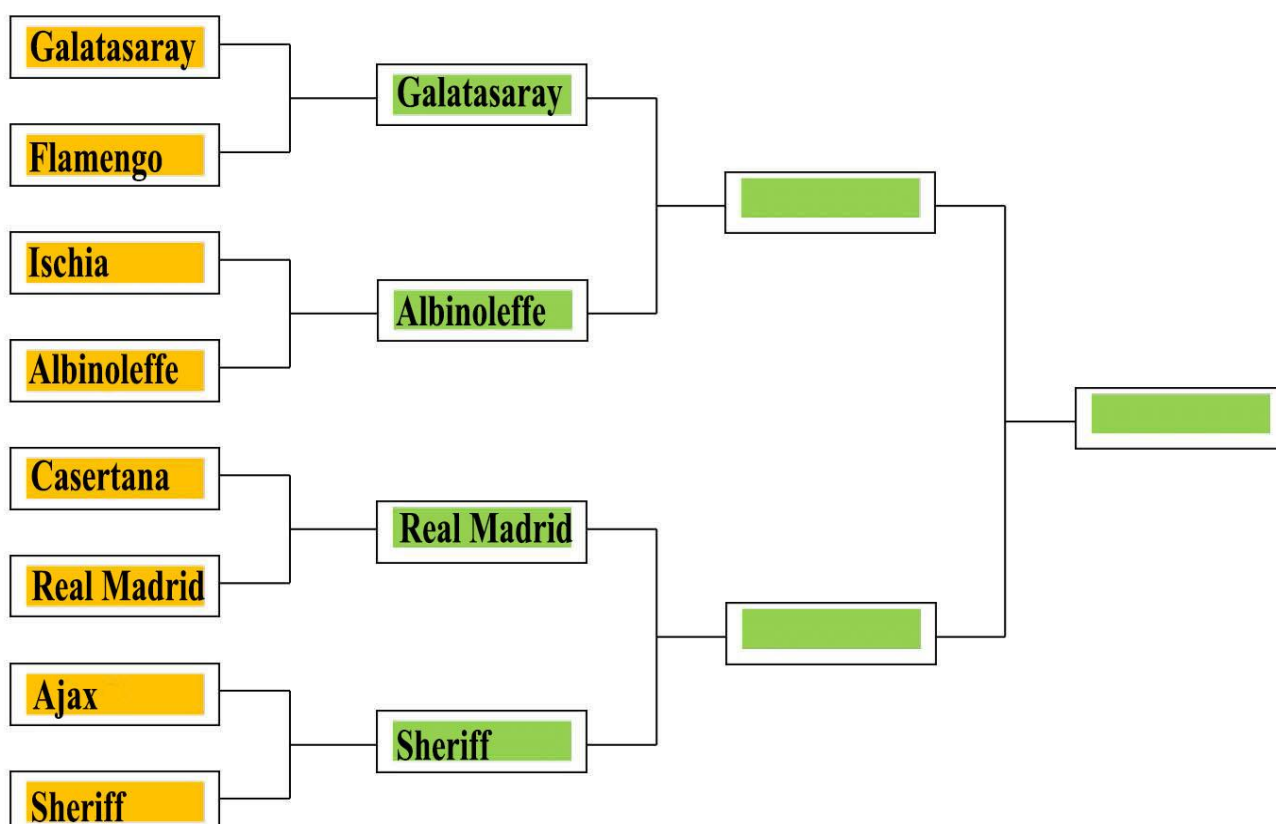 Galatasaray
Flamengo
Ischia
Albinoleffe
Casertana
Real Madrid
Ajax
Sheriff
Galatasaray
Albinoleffe
Real Madrid
Sheriff